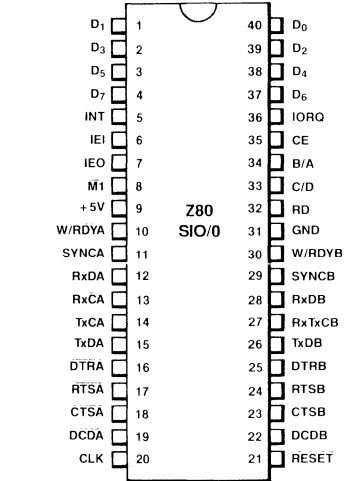 D1 1 40 D0
D3 2 39 D2
D5 3 38 D4
D7 4 37 D6
INT 5 36 IORQ
IEI 6 35 CE
IEO 7 34 B/A
M1 8 33 C/D
+5V 9 32 RD
Z80
SIO/0
W/RDYA 10 31 GND
SYNCA 11 30 W/RDYB
RxDA 12 29 SYNCB
RxCA 13 28 RxDB
TxCA 14 27 RxTxCB
TxDA 15 26 TxDB
DTRA 16 25 DTRB
RTSA 17 24 RTSB
CTSA 18 23 CTSB
DCDA 19 22 DCDB
CLK 20 21 RESET